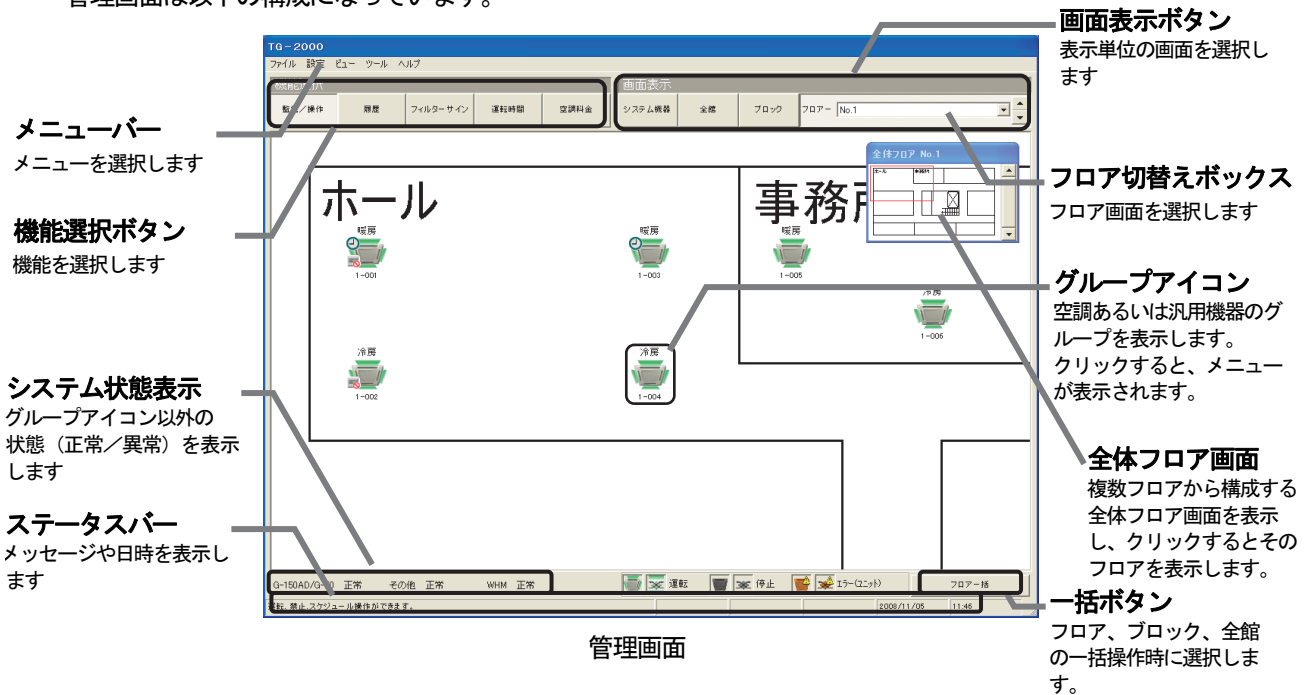 管理画面は以下の構成になっています。
画面表示ボタン
表示単位の画面を選択し
ます
メニューバー
メニューを選択します
機能選択ボタン
機能を選択します
システム状態表示
グループアイコン以外の
状態（正常／異常）を表示
します
ステータスバー
メッセージや日時を表示し
ます
TG-2000
ファイル 設定 ビュー ツール ヘルプ
画面表示
操作 履歴 フィルターサイン 運転時間 空調料金
システム機器 全館 ブロック フロアー No.1
全体フロア No.1
ホール 事務所
ホール
事務所
暖房
1-001
暖房
1-003
暖房
1-005
冷房
1-006
冷房
1-002
冷房
1-004
G-150AD/G-50 正常 その他 正常 WHM 正常
運転 停止 エラー(ユニット)
フロアー括
運転、禁止、スケジュール操作ができます。 2008/11/05 11:46
フロア切替えボックス
フロア画面を選択します
グループアイコン
空調あるいは汎用機器のグ
ループを表示します。
クリックすると、メニュー
が表示されます。
全体フロア画面
複数フロアから構成する
全体フロア画面を表示
し、クリックするとその
フロアを表示します。
一括ボタン
フロア、ブロック、全館
の一括操作時に選択しま
す。
管理画面